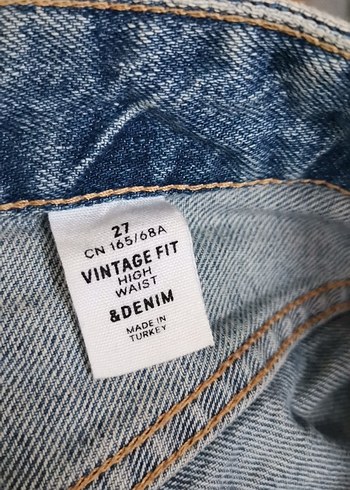 27
CN 165/68A
VINTAGE FIT
HIGH
WAIST
&DENIM
MADE IN
TURKEY